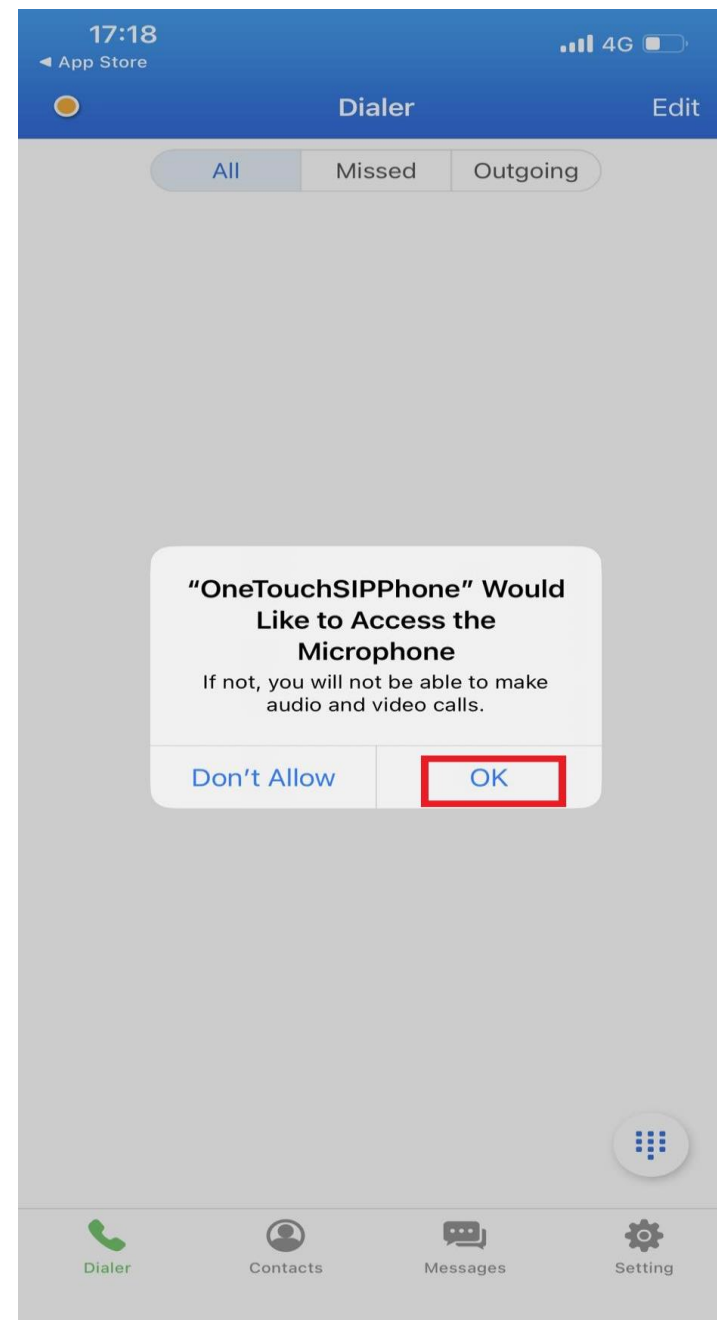 17:18
◀ App Store
4G
Dialer
Edit
All Missed Outgoing
“OneTouchSIPPhone” Would
Like to Access the
Microphone
If not, you will not be able to make
audio and video calls.
Don’t Allow OK
Dialer Contacts Messages Setting